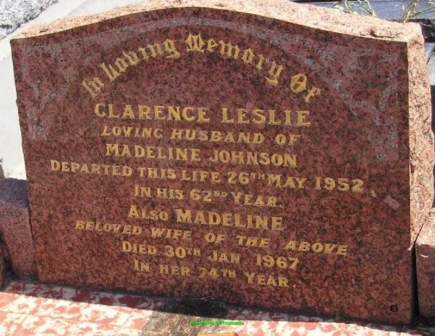 In Loving Memory Of
CLARENCE LESLIE
LOVING HUSBAND OF
MADELINE JOHNSON
DEPARTED THIS LIFE 26TH MAY 1952.
IN HIS 62ND YEAR.
ALSO MADELINE
BELOVED WIFE OF THE ABOVE
DIED 30TH JAN 1967
IN HER 74TH YEAR.